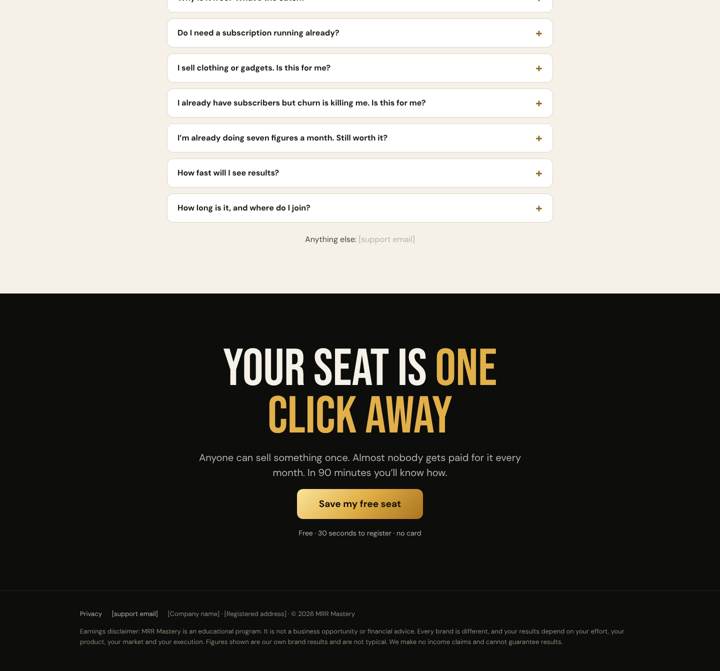 Do I need a subscription running already? +
I sell clothing or gadgets. Is this for me? +
I already have subscribers but churn is killing me. Is this for me? +
I'm already doing seven figures a month. Still worth it? +
How fast will I see results? +
How long is it, and where do I join? +
Anything else: [support email]
YOUR SEAT IS ONE
CLICK AWAY
Anyone can sell something once. Almost nobody gets paid for it every
month. In 90 minutes you'll know how.
Save my free seat
Free · 30 seconds to register · no card
Privacy [support email] [Company name] · [Registered address] · © 2026 MRR Mastery
Earnings disclaimer: MRR Mastery is an educational program. It is not a business opportunity or financial advice. Every brand is different, and your results depend on your effort, your
product, your market and your execution. Figures shown are our own brand results and are not typical. We make no income claims and cannot guarantee results.